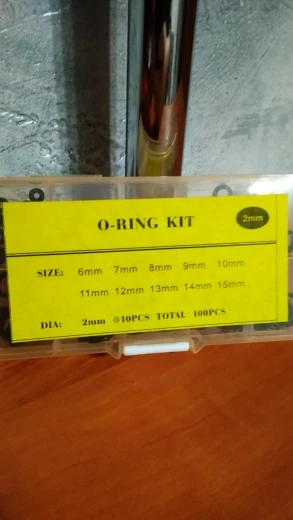 O-RING KIT 2mm
SIZE: 6mm 7mm 8mm 9mm 10mm
11mm 12mm 13mm 14mm 15mm
DIA: 2mm @10PCS TOTAL 100PCS